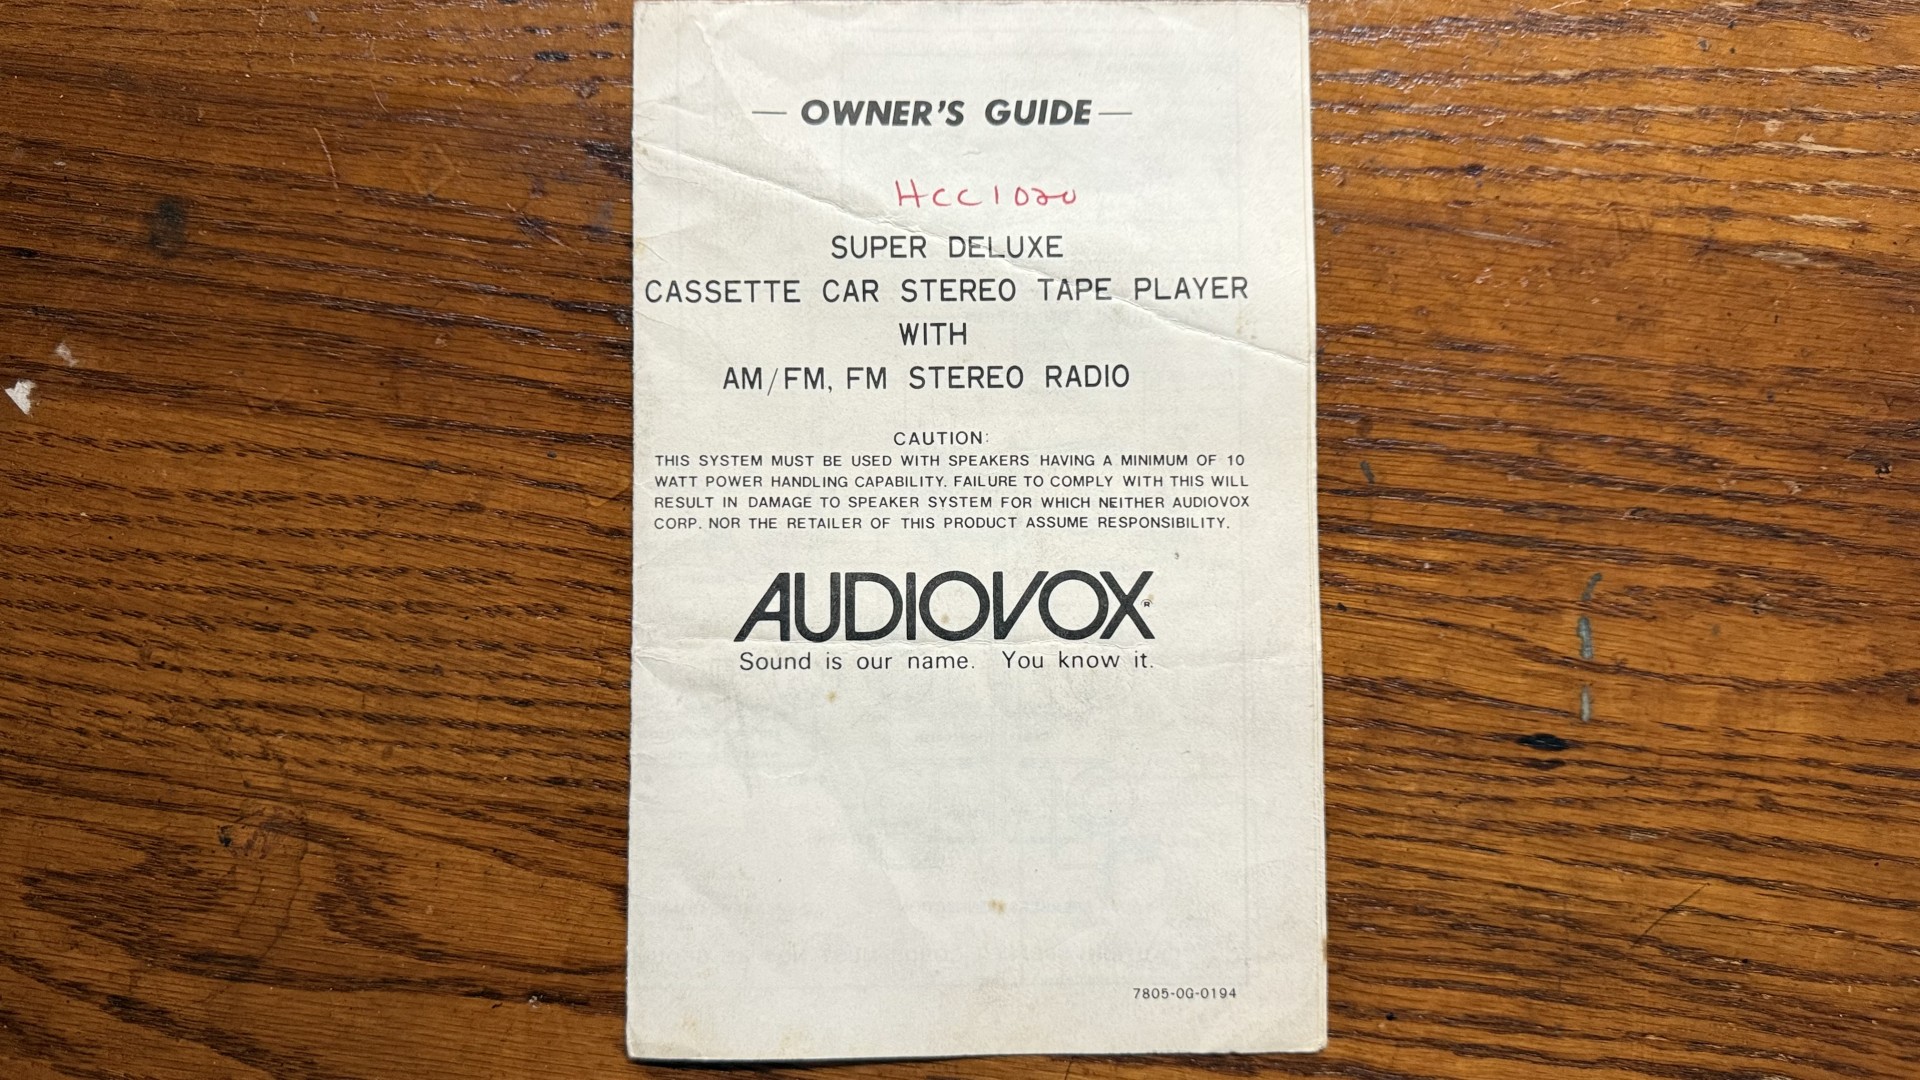 — OWNER'S GUIDE —
HCC1020
SUPER DELUXE
CASSETTE CAR STEREO TAPE PLAYER
WITH
AM/FM, FM STEREO RADIO
CAUTION:
THIS SYSTEM MUST BE USED WITH SPEAKERS HAVING A MINIMUM OF 10
WATT POWER HANDLING CAPABILITY. FAILURE TO COMPLY WITH THIS WILL
RESULT IN DAMAGE TO SPEAKER SYSTEM FOR WHICH NEITHER AUDIOVOX
CORP. NOR THE RETAILER OF THIS PRODUCT ASSUME RESPONSIBILITY.
AUDIOVOX®
Sound is our name. You know it.
7805-0G-0194